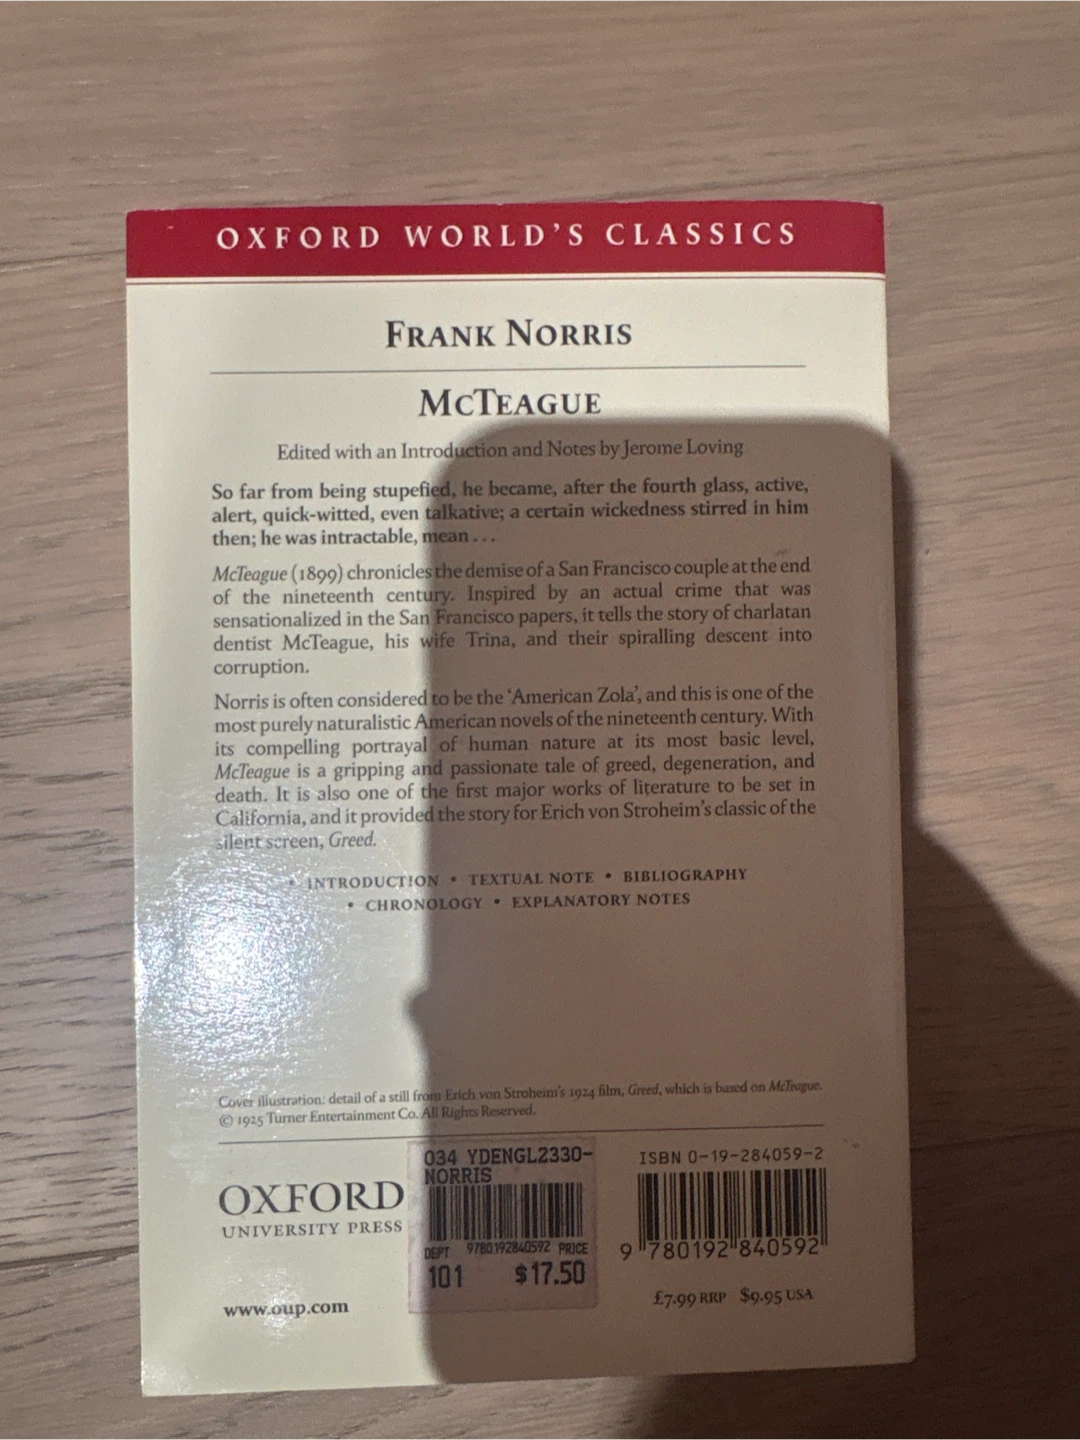 OXFORD WORLD'S CLASSICS
FRANK NORRIS
MCTEAGUE
Edited with an Introduction and Notes by Jerome Loving
So far from being stupefied, he became, after the fourth glass, active,
alert, quick-witted, even talkative; a certain wickedness stirred in him
then; he was intractable, mean . . .
McTeague (1899) chronicles the demise of a San Francisco couple at the end
of the nineteenth century. Inspired by an actual crime that was
sensationalized in the San Francisco papers, it tells the story of charlatan
dentist McTeague, his wife Trina, and their spiralling descent into
corruption.
Norris is often considered to be the 'American Zola', and this is one of the
most purely naturalistic American novels of the nineteenth century. With
its compelling portrayal of human nature at its most basic level,
McTeague is a gripping and passionate tale of greed, degeneration, and
death. It is also one of the first major works of literature to be set in
California, and it provided the story for Erich von Stroheim's classic of the
silent screen, Greed.
• INTRODUCTION • TEXTUAL NOTE • BIBLIOGRAPHY
• CHRONOLOGY • EXPLANATORY NOTES
Cover illustration: detail of a still from Erich von Stroheim's 1924 film, Greed, which is based on McTeague.
© 1925 Turner Entertainment Co. All Rights Reserved.
OXFORD
UNIVERSITY PRESS
www.oup.com
034 YDENGL2330-
NORRIS
DEPT 9780192840592 PRICE
101 $17.50
ISBN 0-19-284059-2
9 780192 840592
£7.99 RRP $9.95 USA